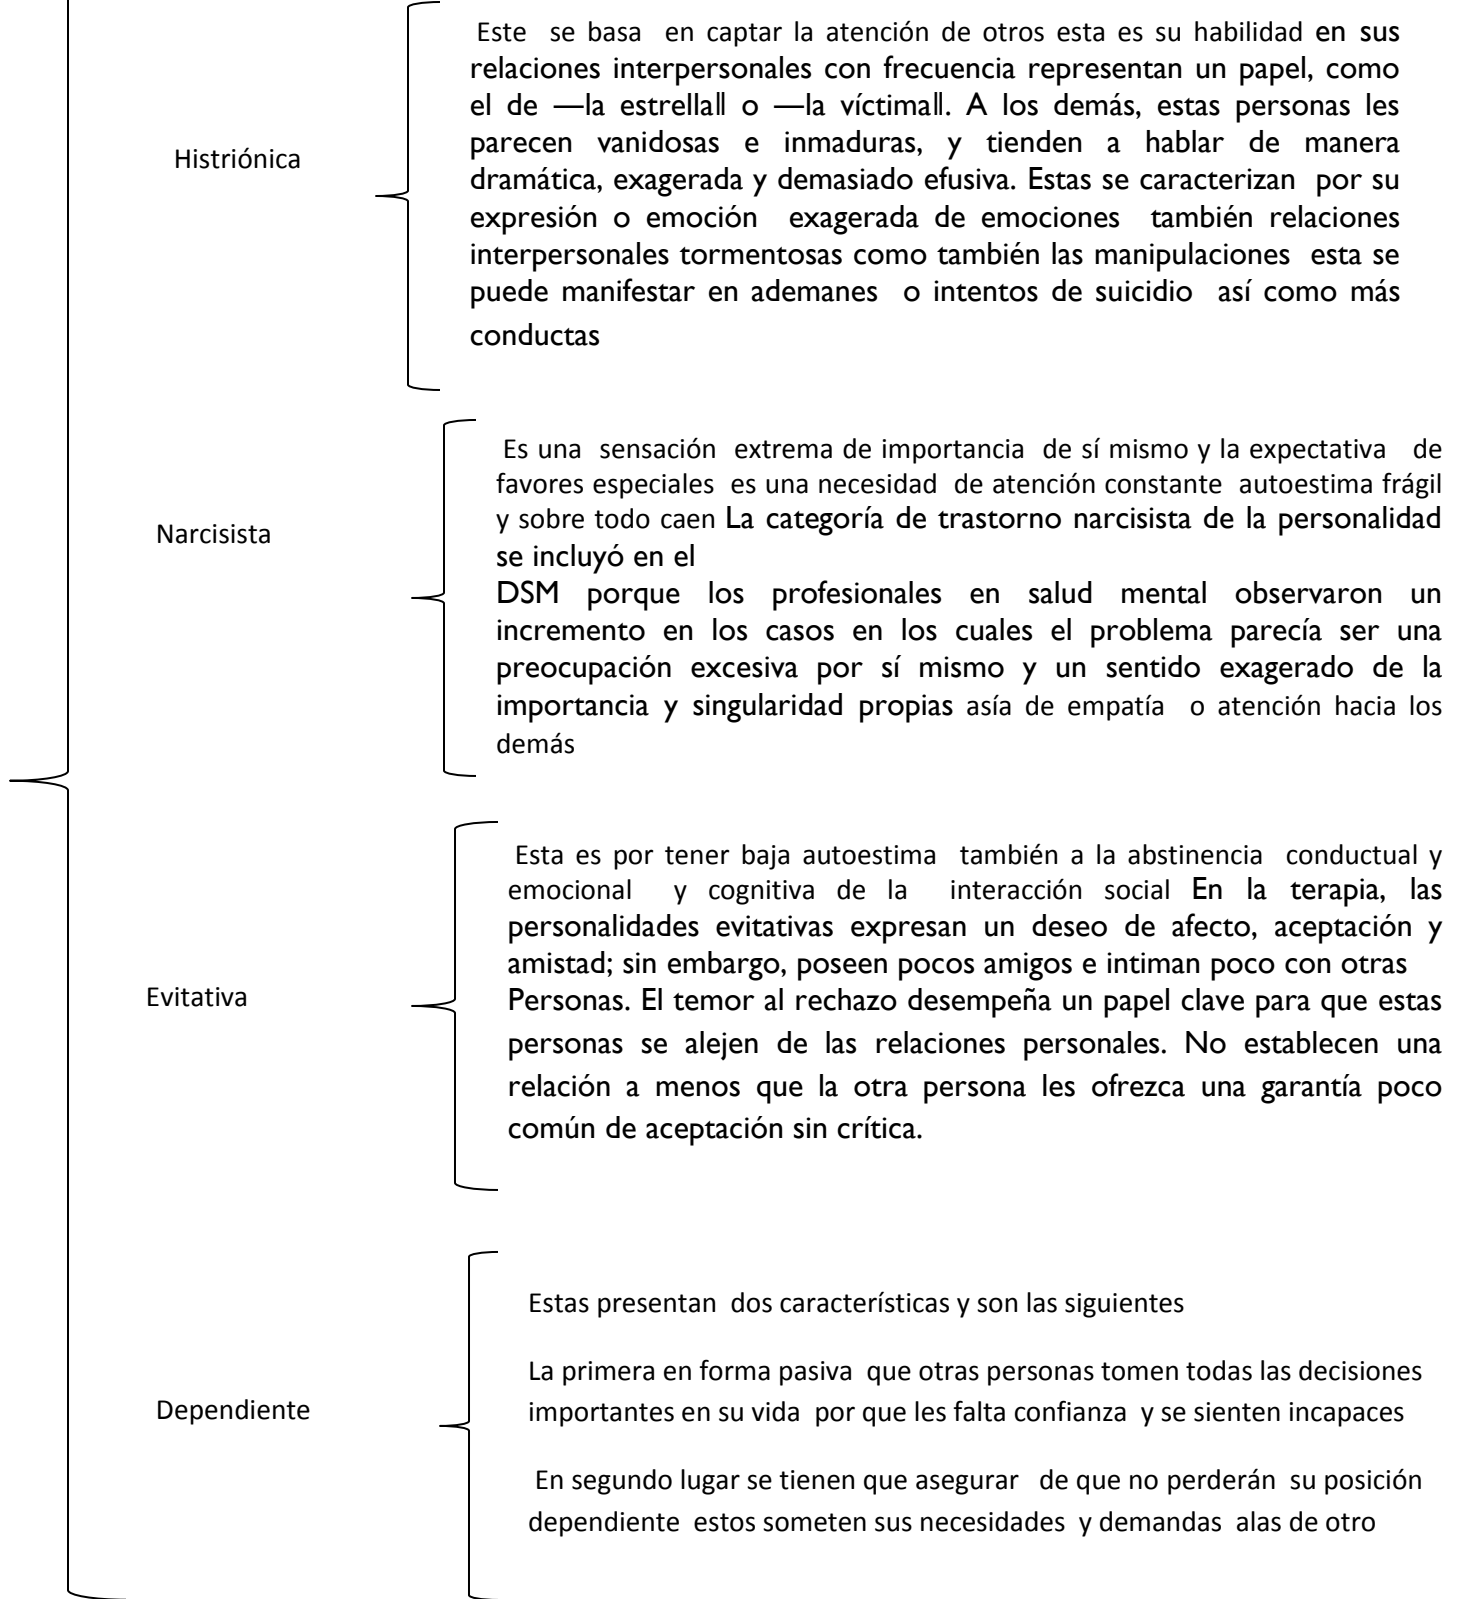 Histriónica
Este se basa en captar la atención de otros esta es su habilidad en sus
relaciones interpersonales con frecuencia representan un papel, como
el de ―la estrella‖ o ―la víctima‖. A los demás, estas personas les
parecen vanidosas e inmaduras, y tienden a hablar de manera
dramática, exagerada y demasiado efusiva. Estas se caracterizan por su
expresión o emoción exagerada de emociones también relaciones
interpersonales tormentosas como también las manipulaciones esta se
puede manifestar en ademanes o intentos de suicidio así como más
conductas
Narcisista
Es una sensación extrema de importancia de sí mismo y la expectativa de
favores especiales es una necesidad de atención constante autoestima frágil
y sobre todo caen La categoría de trastorno narcisista de la personalidad
se incluyó en el
DSM porque los profesionales en salud mental observaron un
incremento en los casos en los cuales el problema parecía ser una
preocupación excesiva por sí mismo y un sentido exagerado de la
importancia y singularidad propias asía de empatía o atención hacia los
demás
Evitativa
Esta es por tener baja autoestima también a la abstinencia conductual y
emocional y cognitiva de la interacción social En la terapia, las
personalidades evitativas expresan un deseo de afecto, aceptación y
amistad; sin embargo, poseen pocos amigos e intiman poco con otras
Personas. El temor al rechazo desempeña un papel clave para que estas
personas se alejen de las relaciones personales. No establecen una
relación a menos que la otra persona les ofrezca una garantía poco
común de aceptación sin crítica.
Dependiente
Estas presentan dos características y son las siguientes
La primera en forma pasiva que otras personas tomen todas las decisiones
importantes en su vida por que les falta confianza y se sienten incapaces
En segundo lugar se tienen que asegurar de que no perderán su posición
dependiente estos someten sus necesidades y demandas alas de otro